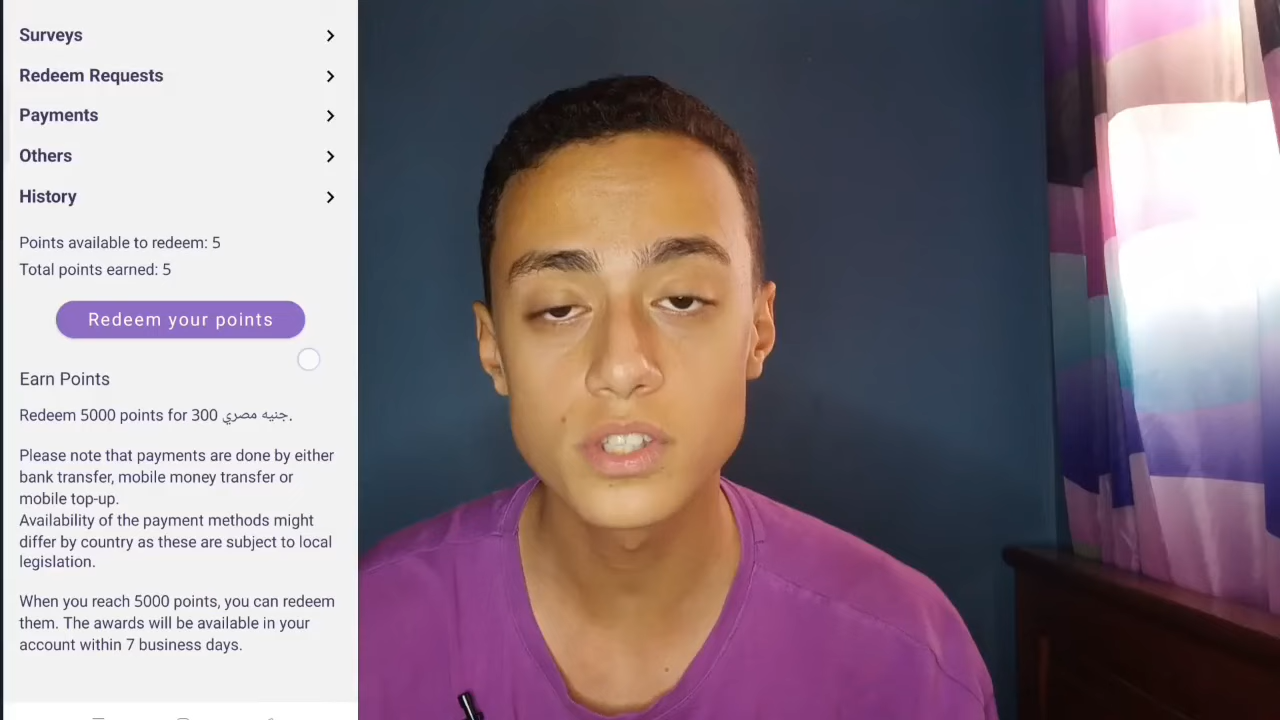 Surveys
Redeem Requests
Payments
Others
History
Points available to redeem: 5
Total points earned: 5
Redeem your points
Earn Points
Redeem 5000 points for 300 جنيه مصري.
Please note that payments are done by either
bank transfer, mobile money transfer or
mobile top-up.
Availability of the payment methods might
differ by country as these are subject to local
legislation.
When you reach 5000 points, you can redeem
them. The awards will be available in your
account within 7 business days.